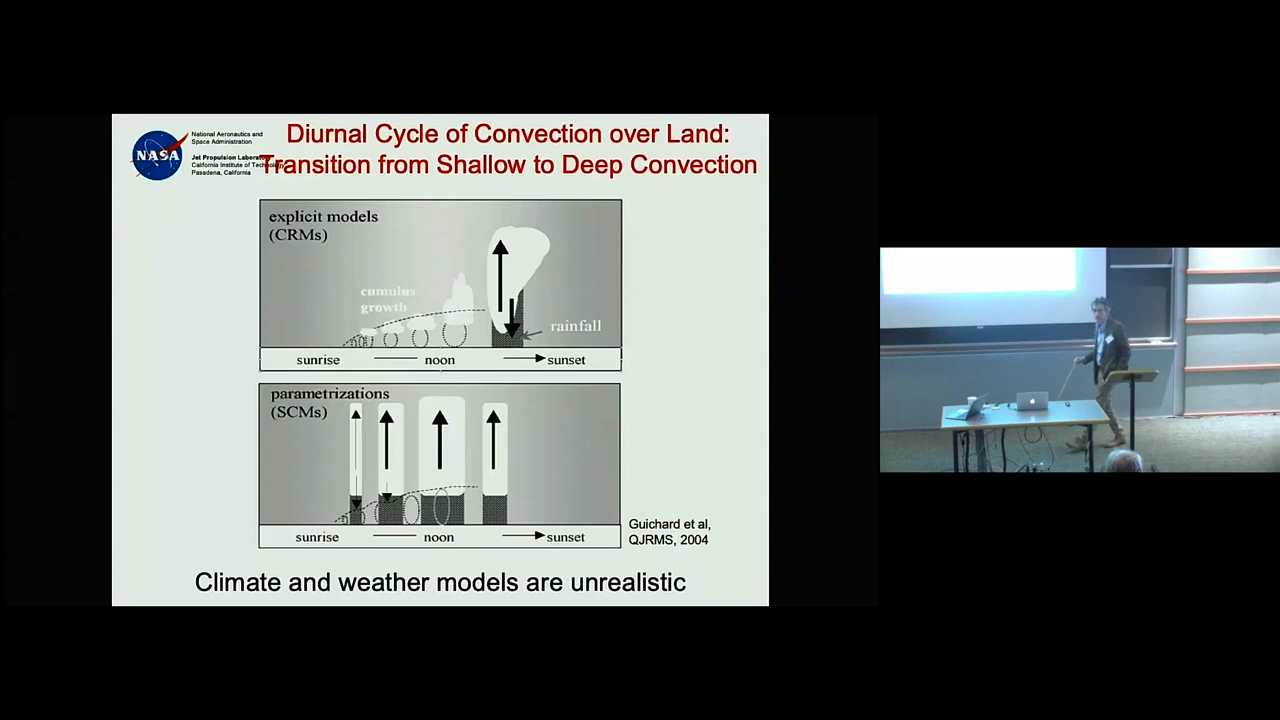 National Aeronautics and
Space Administration
Jet Propulsion Laboratory
California Institute of Technology
Pasadena, California
NASA
Diurnal Cycle of Convection over Land:
Transition from Shallow to Deep Convection
explicit models
(CRMs)
cumulus
growth
rainfall
sunrise
noon
sunset
parametrizations
(SCMs)
sunrise
noon
sunset
Guichard et al,
QJRMS, 2004
Climate and weather models are unrealistic